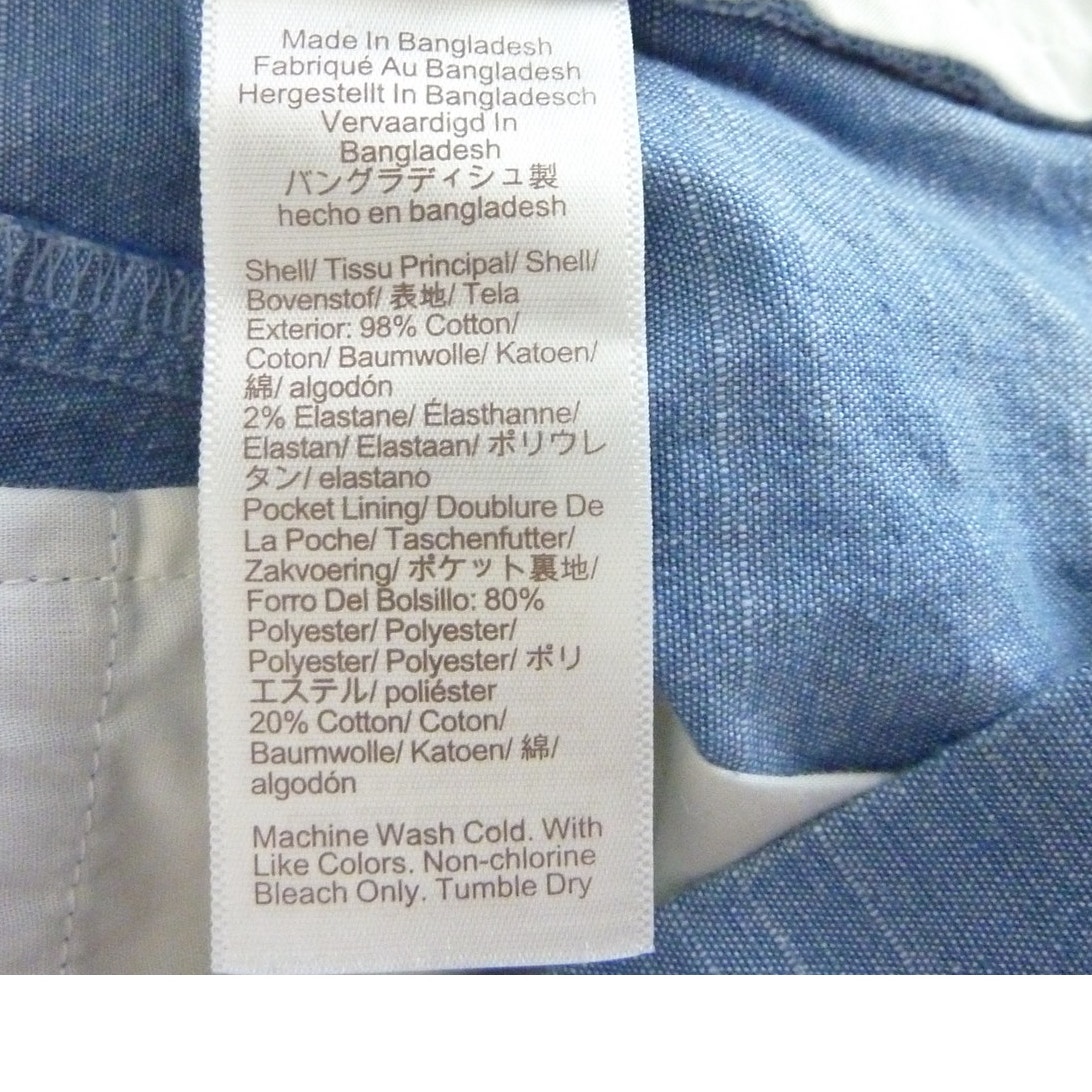 Made In Bangladesh
Fabriqué Au Bangladesh
Hergestellt In Bangladesch
Vervaardigd In
Bangladesh
バングラディシュ製
hecho en bangladesh
Shell/ Tissu Principal/ Shell/
Bovenstof/ 表地/ Tela
Exterior: 98% Cotton/
Coton/ Baumwolle/ Katoen/
綿/ algodón
2% Elastane/ Élasthanne/
Elastan/ Elastaan/ ポリウレ
タン/ elastano
Pocket Lining/ Doublure De
La Poche/ Taschenfutter/
Zakvoering/ ポケット裏地/
Forro Del Bolsillo: 80%
Polyester/ Polyester/
Polyester/ Polyester/ ポリ
エステル/ poliéster
20% Cotton/ Coton/
Baumwolle/ Katoen/ 綿/
algodón
Machine Wash Cold. With
Like Colors. Non-chlorine
Bleach Only. Tumble Dry